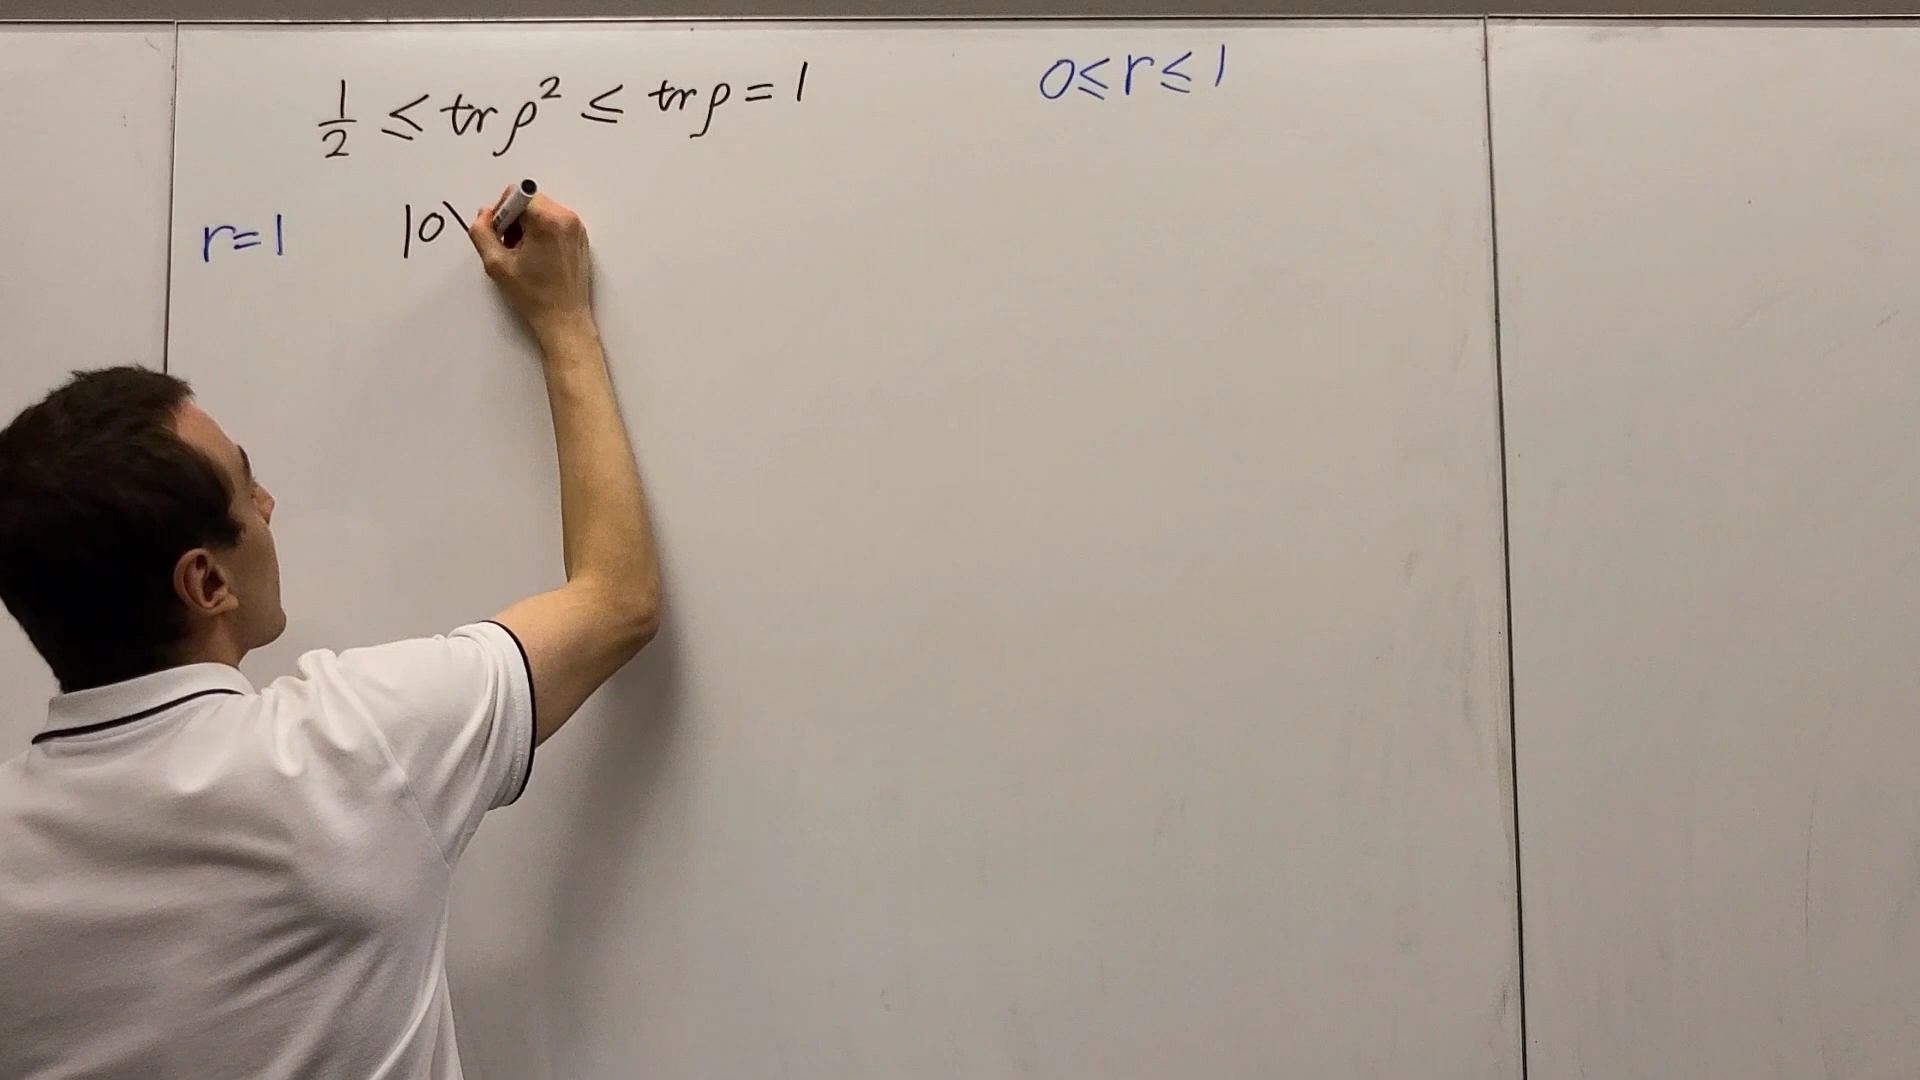 1/2 ≤ tr ρ² ≤ tr ρ = 1
0 ≤ r ≤ 1
r = 1 |0\